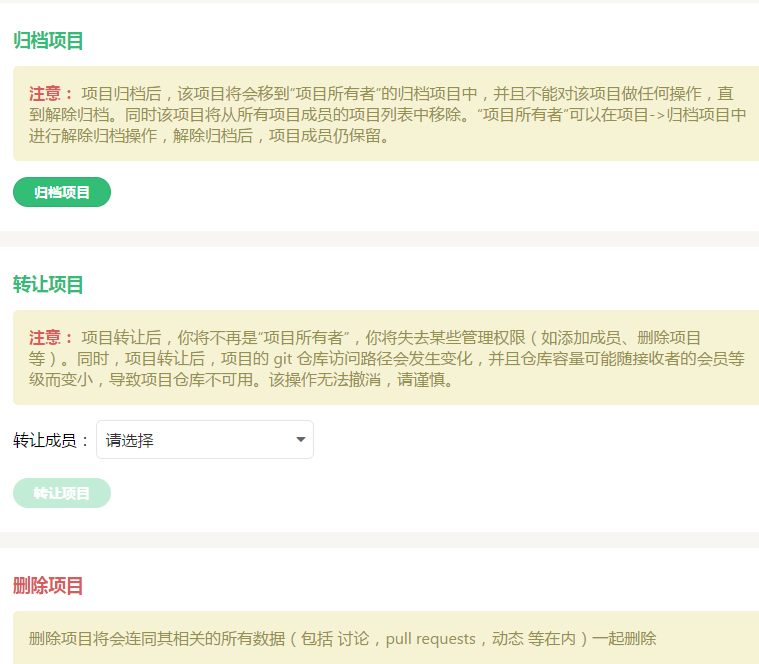 归档项目
注意： 项目归档后，该项目将会移到“项目所有者”的归档项目中，并且不能对该项目做任何操作，直
到解除归档。同时该项目将从所有项目成员的项目列表中移除。“项目所有者”可以在项目->归档项目中
进行解除归档操作，解除归档后，项目成员仍保留。
归档项目
转让项目
注意： 项目转让后，你将不再是“项目所有者”，你将失去某些管理权限（如添加成员、删除项目
等）。同时，项目转让后，项目的 git 仓库访问路径会发生变化，并且仓库容量可能随接收者的会员等
级而变小，导致项目仓库不可用。该操作无法撤消，请谨慎。
转让成员： 请选择
转让项目
删除项目
删除项目将会连同其相关的所有数据（包括 讨论，pull requests，动态 等在内）一起删除